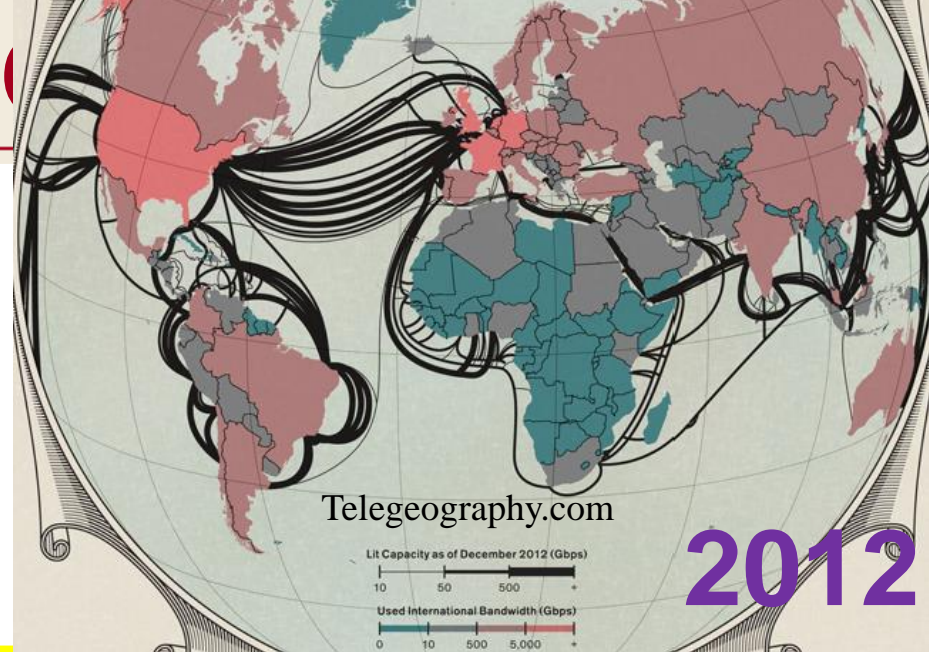 Telegeography.com
Lit Capacity as of December 2012 (Gbps)
10 50 500 +
2012
Used International Bandwidth (Gbps)
0 10 500 5,000 +